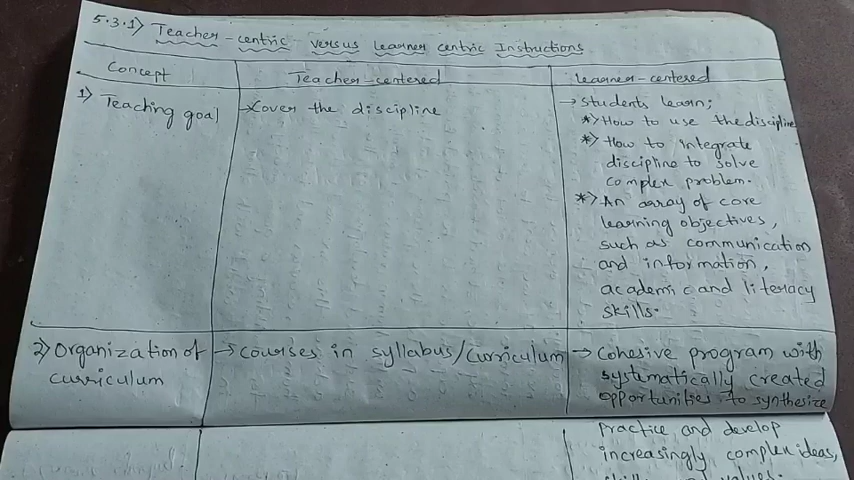 5.3.1) Teacher-centric versus learner centric Instructions
Concept
Teacher-centered
Learner-centered
1) Teaching goal
→ Cover the discipline
→ Students learn;
*) How to use the discipline
*) How to integrate
discipline to solve
complex problem.
*) An array of core
learning objectives,
such as communication
and information,
academic and literacy
skills.
2) Organization of
curriculum
→ Courses in syllabus/curriculum
→ Cohesive program with
systematically created
opportunities to synthesize
practice and develop
increasingly complex ideas,
values.